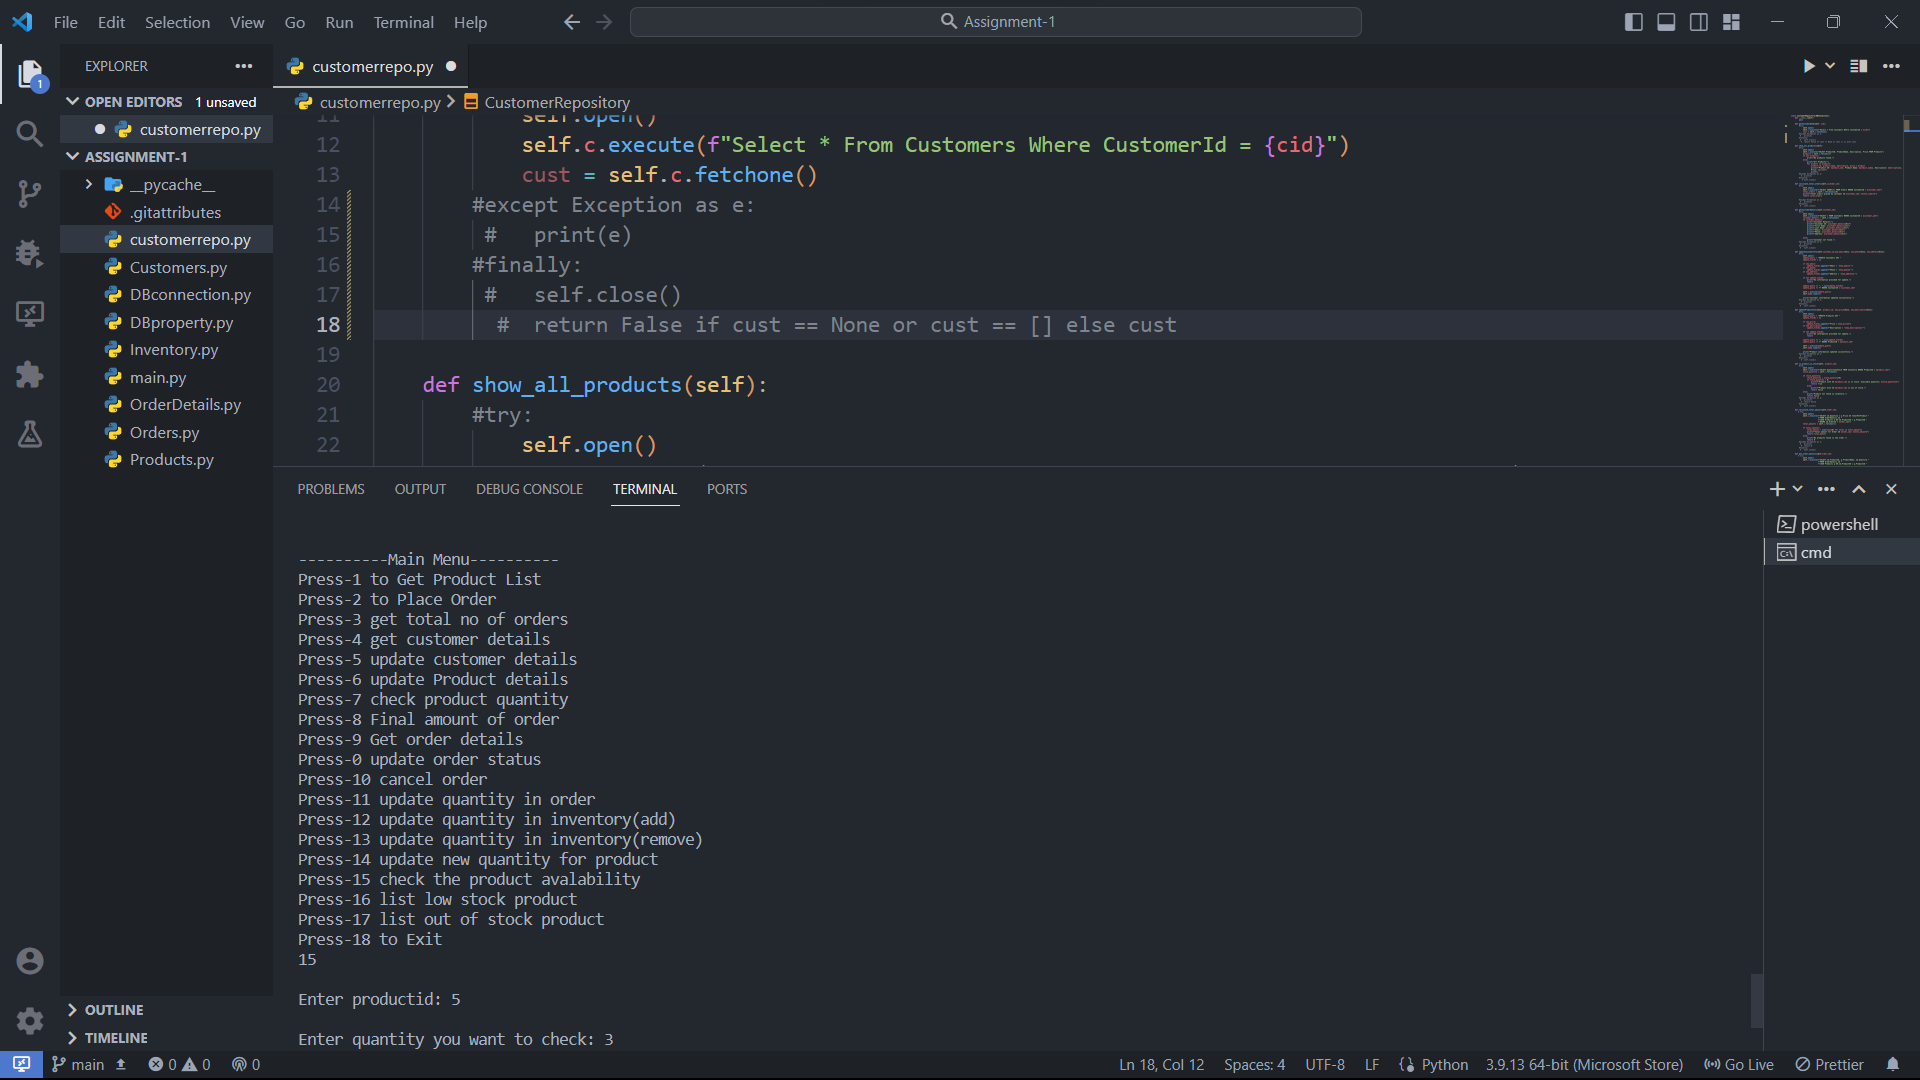 File Edit Selection View Go Run Terminal Help
Assignment-1
EXPLORER
OPEN EDITORS 1 unsaved
customerrepo.py
ASSIGNMENT-1
__pycache__
.gitattributes
customerrepo.py
Customers.py
DBconnection.py
DBproperty.py
Inventory.py
main.py
OrderDetails.py
Orders.py
Products.py
OUTLINE
TIMELINE
customerrepo.py
customerrepo.py > CustomerRepository
11 self.open()
12 self.c.execute(f"Select * From Customers Where CustomerId = {cid}")
13 cust = self.c.fetchone()
14 #except Exception as e:
15 #   print(e)
16 #finally:
17 #   self.close()
18 #  return False if cust == None or cust == [] else cust
19
20 def show_all_products(self):
21 #try:
22 self.open()
PROBLEMS OUTPUT DEBUG CONSOLE TERMINAL PORTS
powershell
cmd
----------Main Menu----------
Press-1 to Get Product List
Press-2 to Place Order
Press-3 get total no of orders
Press-4 get customer details
Press-5 update customer details
Press-6 update Product details
Press-7 check product quantity
Press-8 Final amount of order
Press-9 Get order details
Press-0 update order status
Press-10 cancel order
Press-11 update quantity in order
Press-12 update quantity in inventory(add)
Press-13 update quantity in inventory(remove)
Press-14 update new quantity for product
Press-15 check the product avalability
Press-16 list low stock product
Press-17 list out of stock product
Press-18 to Exit
15
Enter productid: 5
Enter quantity you want to check: 3
main 0 0 0 Ln 18, Col 12 Spaces: 4 UTF-8 LF Python 3.9.13 64-bit (Microsoft Store) Go Live Prettier